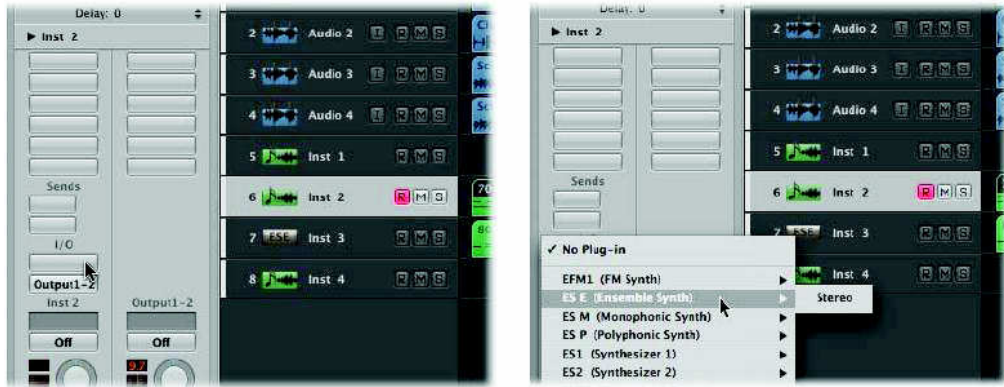 Delay: 0
▶ Inst 2
Sends
I/O
Output1-2
Inst 2
Output1-2
Off
Off
9.7
2 Audio 2 I R M S
3 Audio 3 I R M S
4 Audio 4 I R M S
5 Inst 1 R M S
6 Inst 2 R M S
7 ESE Inst 3 R M S
8 Inst 4 R M S
Delay: 0
▶ Inst 2
Sends
2 Audio 2 I R M S
3 Audio 3 I R M S
4 Audio 4 I R M S
5 Inst 1 R M S
6 Inst 2 R M S
7 ESE Inst 3 R M S
Inst 4 R M S
✓ No Plug-in
EFM1 (FM Synth)
ES E (Ensemble Synth)
Stereo
ES M (Monophonic Synth)
ES P (Polyphonic Synth)
ES1 (Synthesizer 1)
ES2 (Synthesizer 2)